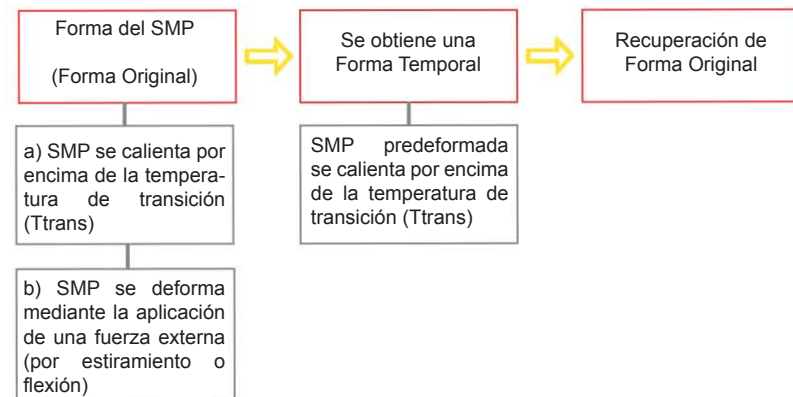 Forma del SMP
(Forma Original)
Se obtiene una
Forma Temporal
Recuperación de
Forma Original
a) SMP se calienta por
encima de la tempera-
tura de transición
(Ttrans)
SMP predeformada
se calienta por encima
de la temperatura de
transición (Ttrans)
b) SMP se deforma
mediante la aplicación
de una fuerza externa
(por estiramiento o
flexión)